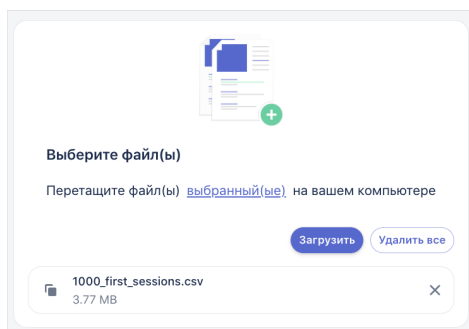 Выберите файл(ы)
Перетащите файл(ы) выбранный(ые) на вашем компьютере
Загрузить Удалить все
1000_first_sessions.csv
3.77 MB